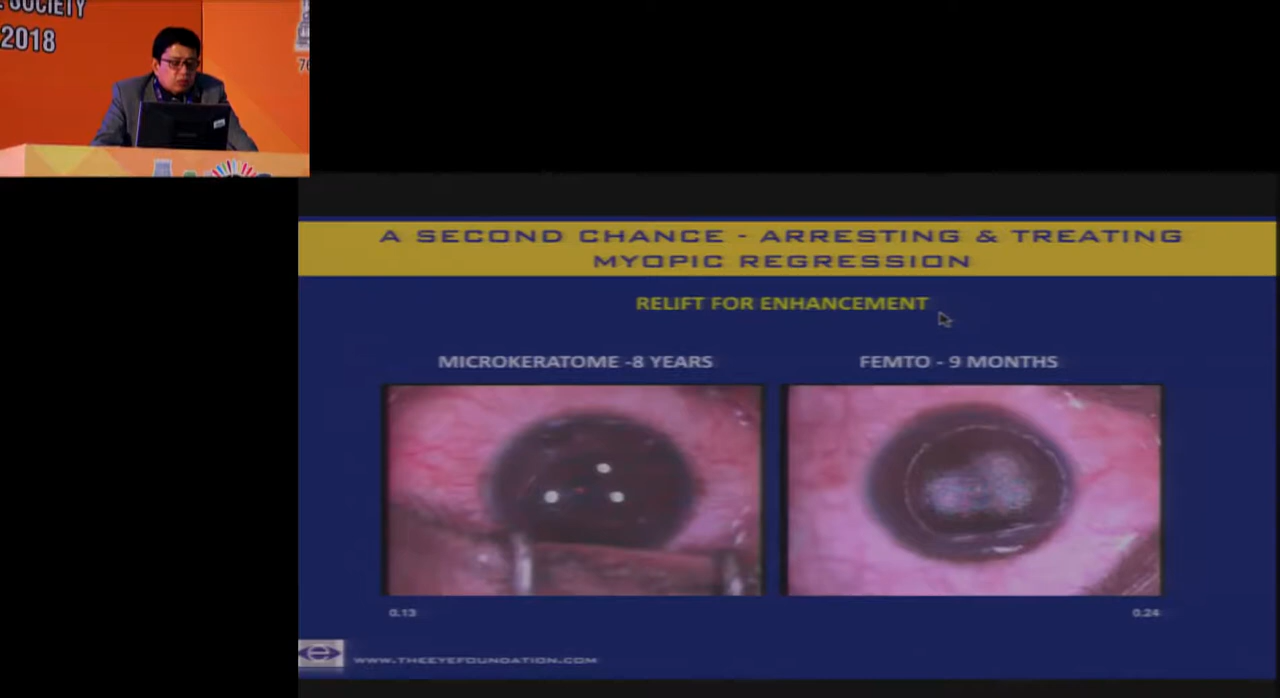 SOCIETY
2018
A SECOND CHANCE - ARRESTING & TREATING
MYOPIC REGRESSION
RELIFT FOR ENHANCEMENT
MICROKERATOME -8 YEARS
FEMTO - 9 MONTHS
0.13
0.24
WWW.THEEYEFOUNDATION.COM